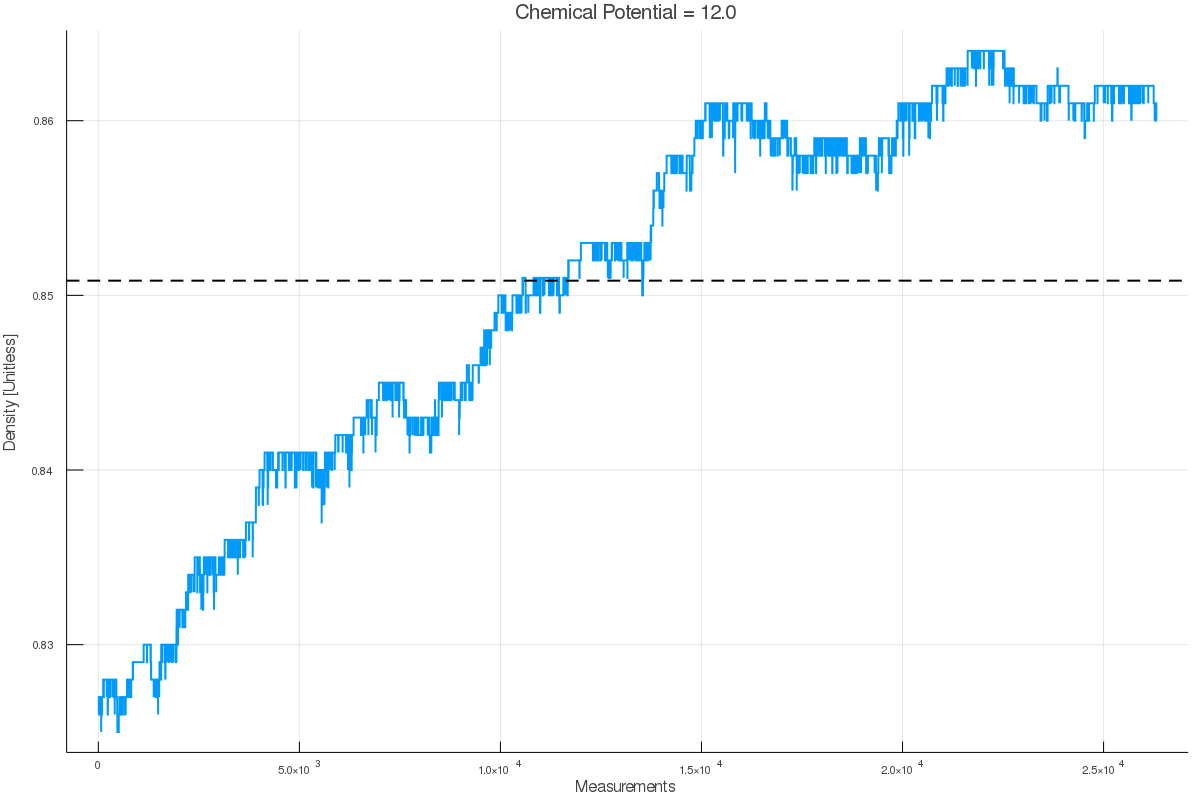 Chemical Potential = 12.0
Density [Unitless]
0.86
0.85
0.84
0.83
0 5.0×10 3 1.0×10 4 1.5×10 4 2.0×10 4 2.5×10 4
Measurements